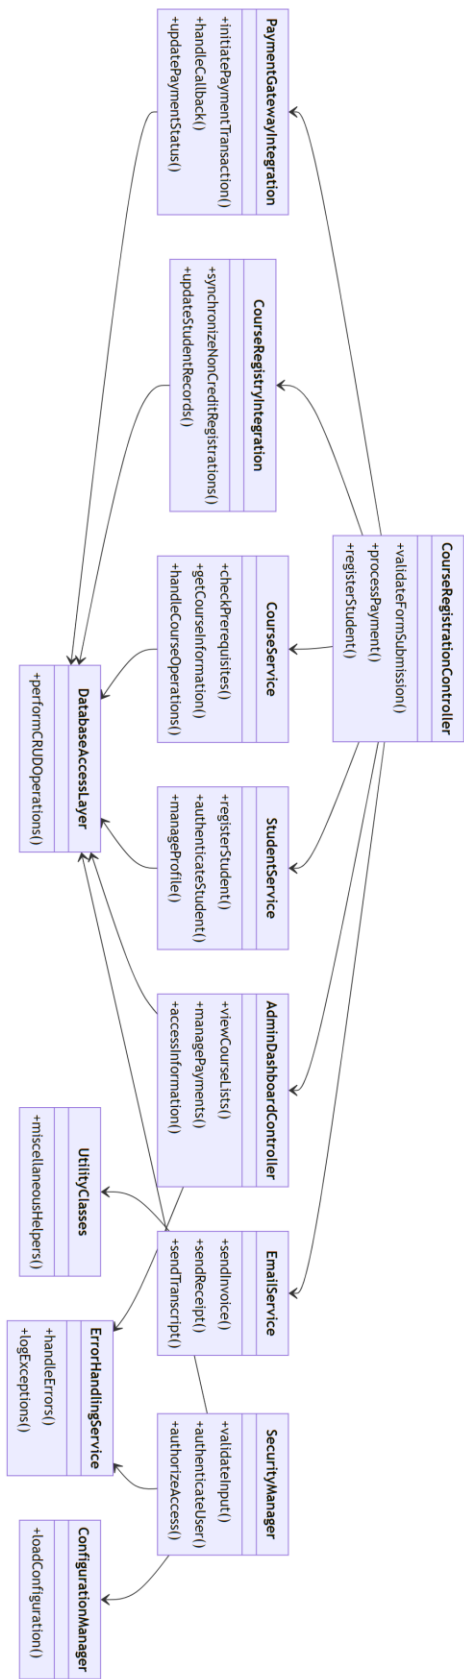 CourseRegistrationController
+validateFormSubmission()
+processPayment()
+registerStudent()
PaymentGatewayIntegration
+initiatePaymentTransaction()
+handleCallback()
+updatePaymentStatus()
CourseRegistryIntegration
+synchronizeNonCreditRegistrations()
+updateStudentRecords()
CourseService
+checkPrerequisites()
+getCourseInformation()
+handleCourseOperations()
StudentService
+registerStudent()
+authenticateStudent()
+manageProfile()
AdminDashboardController
+viewCourseLists()
+managePayments()
+accessInformation()
EmailService
+sendInvoice()
+sendReceipt()
+sendTranscript()
SecurityManager
+validateInput()
+authenticateUser()
+authorizeAccess()
DatabaseAccessLayer
+performCRUDOperations()
UtilityClasses
+miscellaneousHelpers()
ErrorHandlingService
+handleErrors()
+logExceptions()
ConfigurationManager
+loadConfiguration()